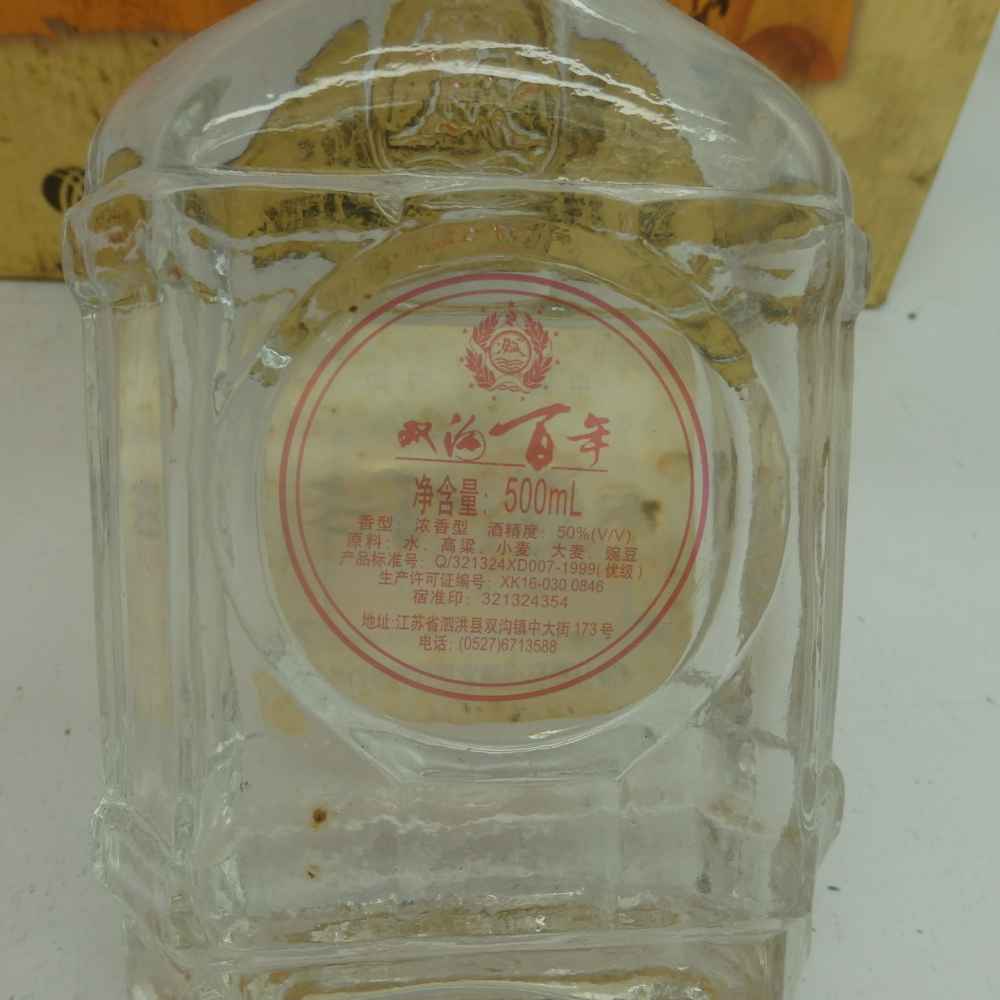 双沟百年
净含量：500mL
香型：浓香型 酒精度：50%(V/V)
原料：水、高粱、小麦、大麦、豌豆
产品标准号：Q/321324XD007-1999(优级)
生产许可证编号：XK16-030 0846
宿准印：321324354
地址:江苏省泗洪县双沟镇中大街173号
电话：(0527)6713588